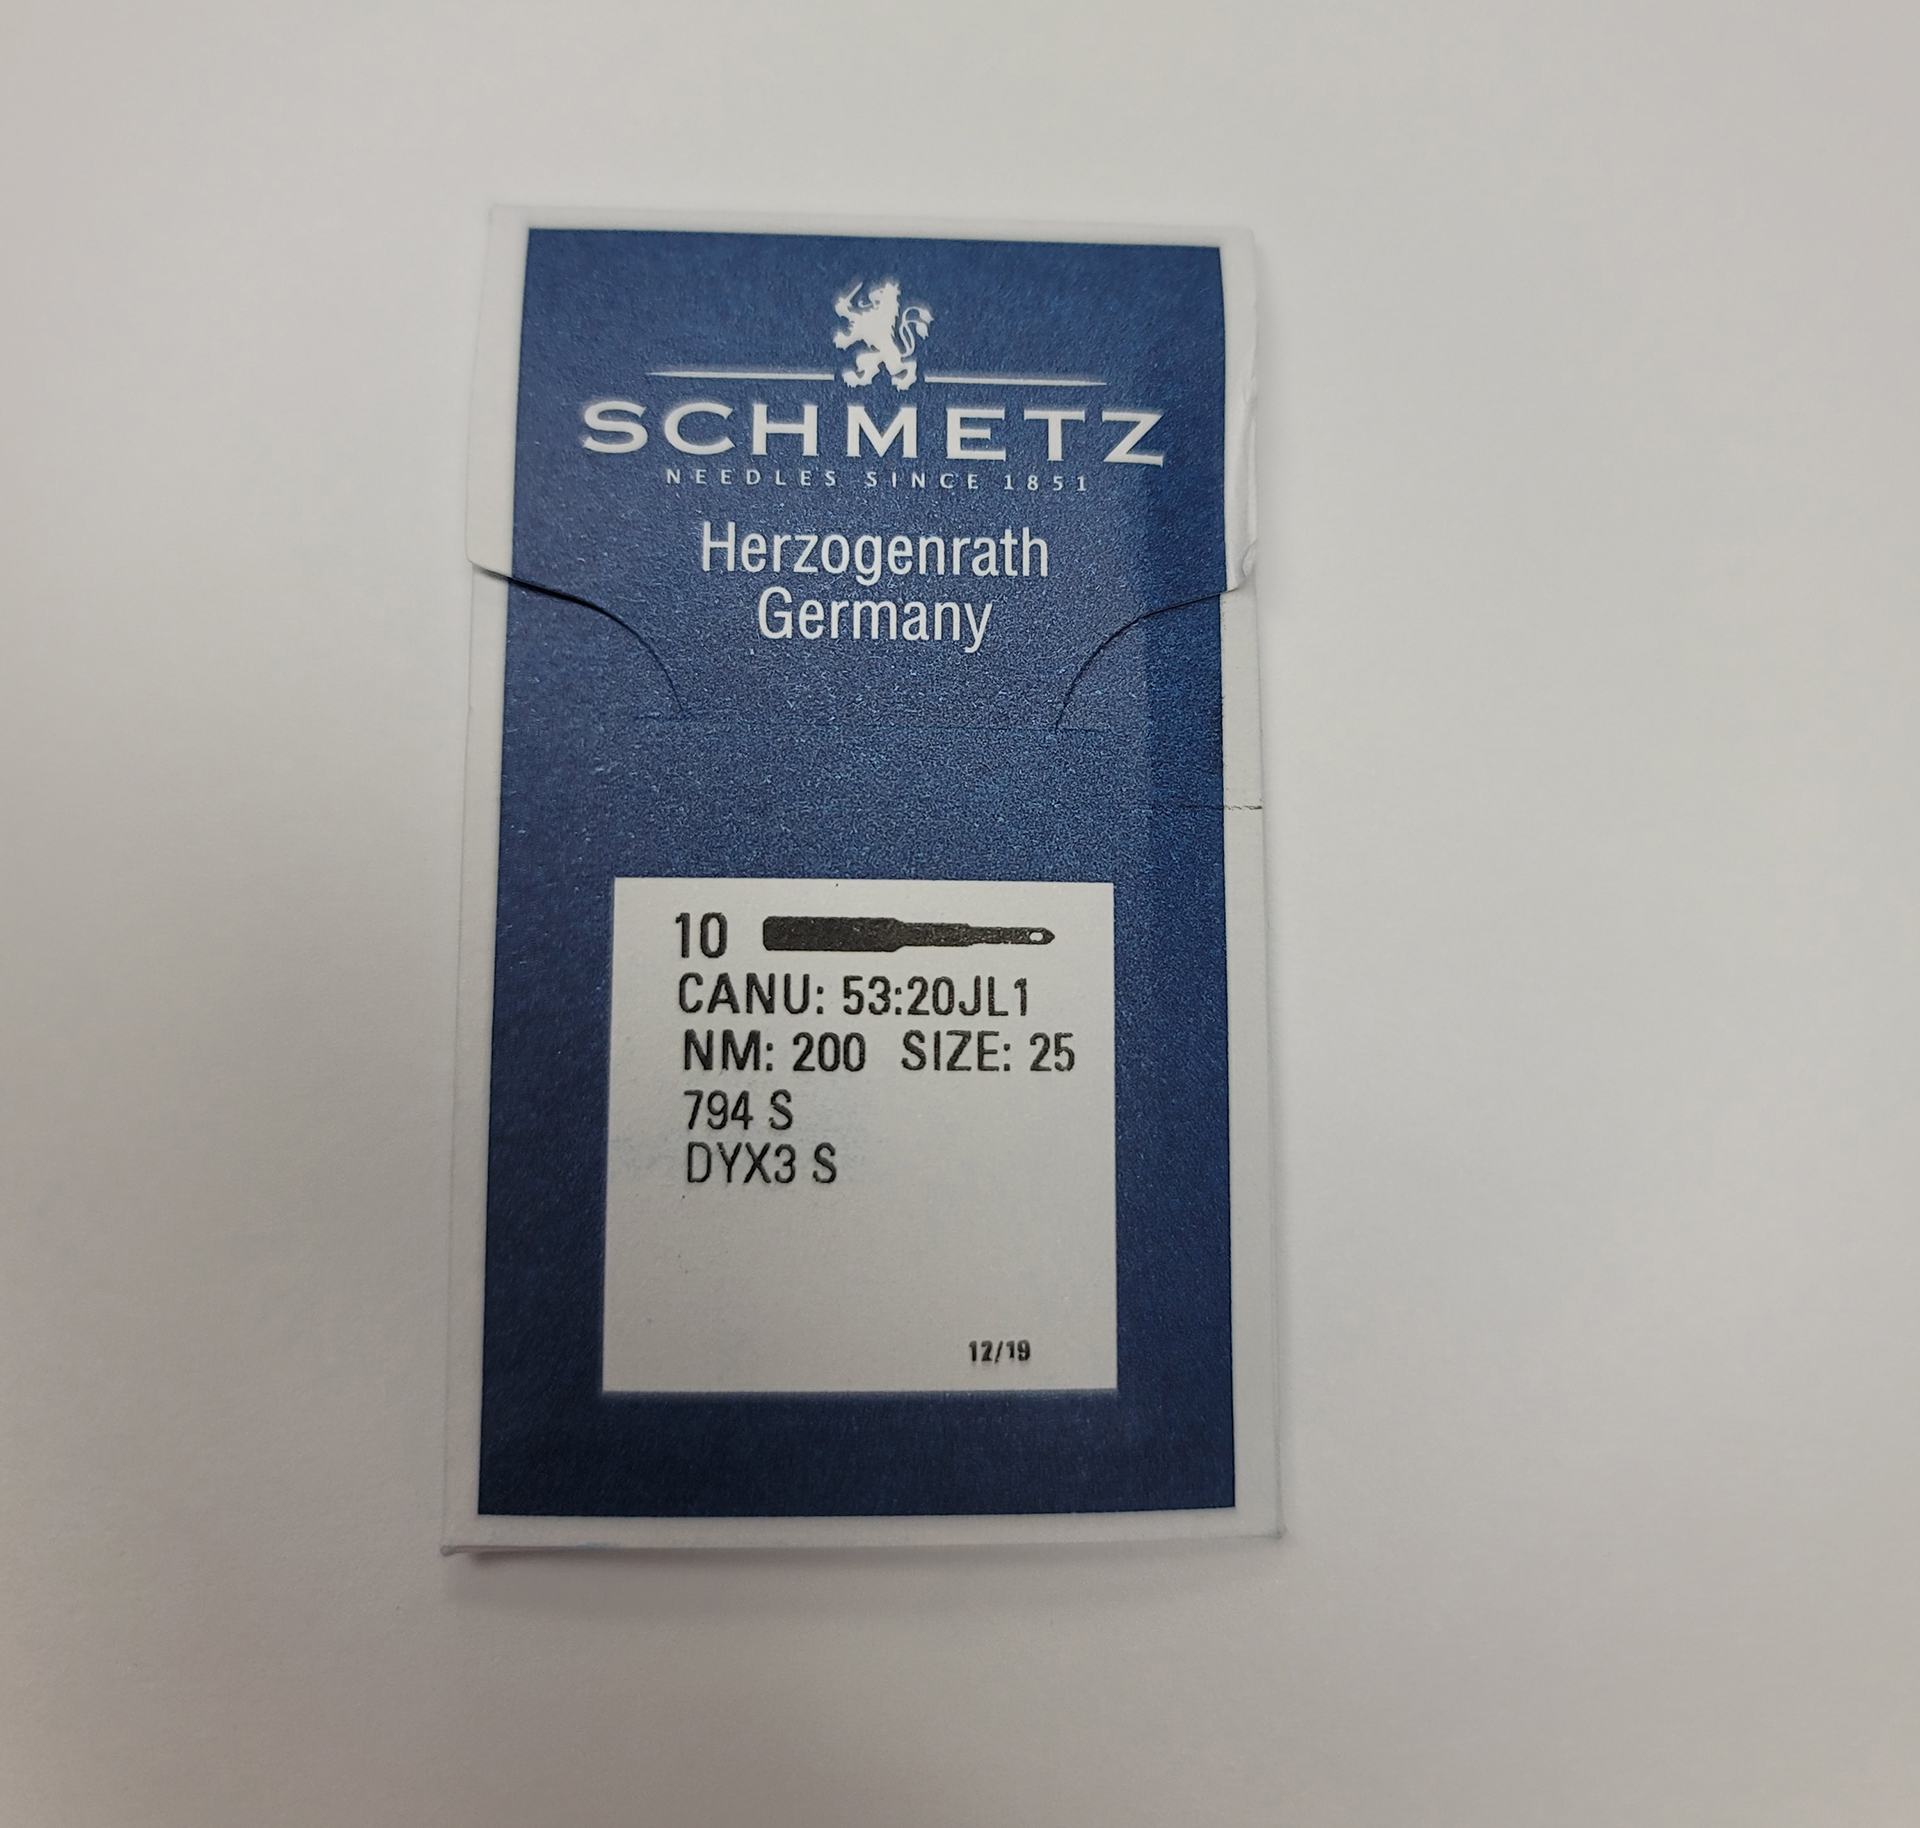 SCHMETZ
NEEDLES SINCE 1851
Herzogenrath
Germany
10
CANU: 53:20JL1
NM: 200 SIZE: 25
794 S
DYX3 S
12/19